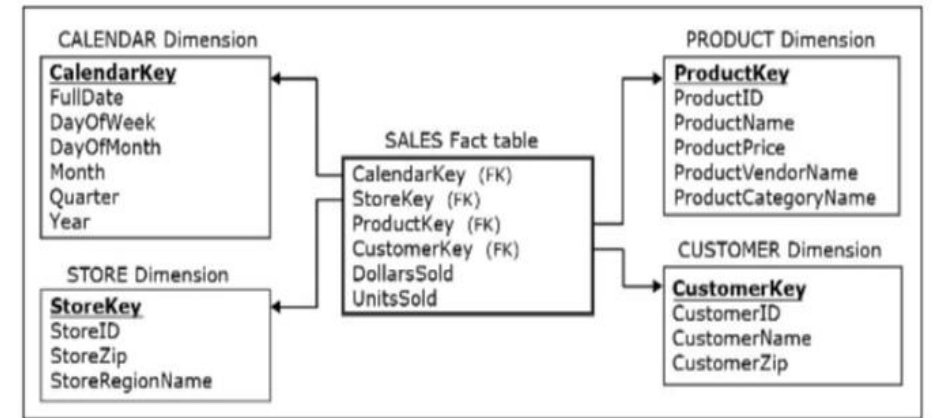 CALENDAR Dimension
CalendarKey
FullDate
DayOfWeek
DayOfMonth
Month
Quarter
Year
STORE Dimension
StoreKey
StoreID
StoreZip
StoreRegionName
SALES Fact table
CalendarKey (FK)
StoreKey (FK)
ProductKey (FK)
CustomerKey (FK)
DollarsSold
UnitsSold
PRODUCT Dimension
ProductKey
ProductID
ProductName
ProductPrice
ProductVendorName
ProductCategoryName
CUSTOMER Dimension
CustomerKey
CustomerID
CustomerName
CustomerZip